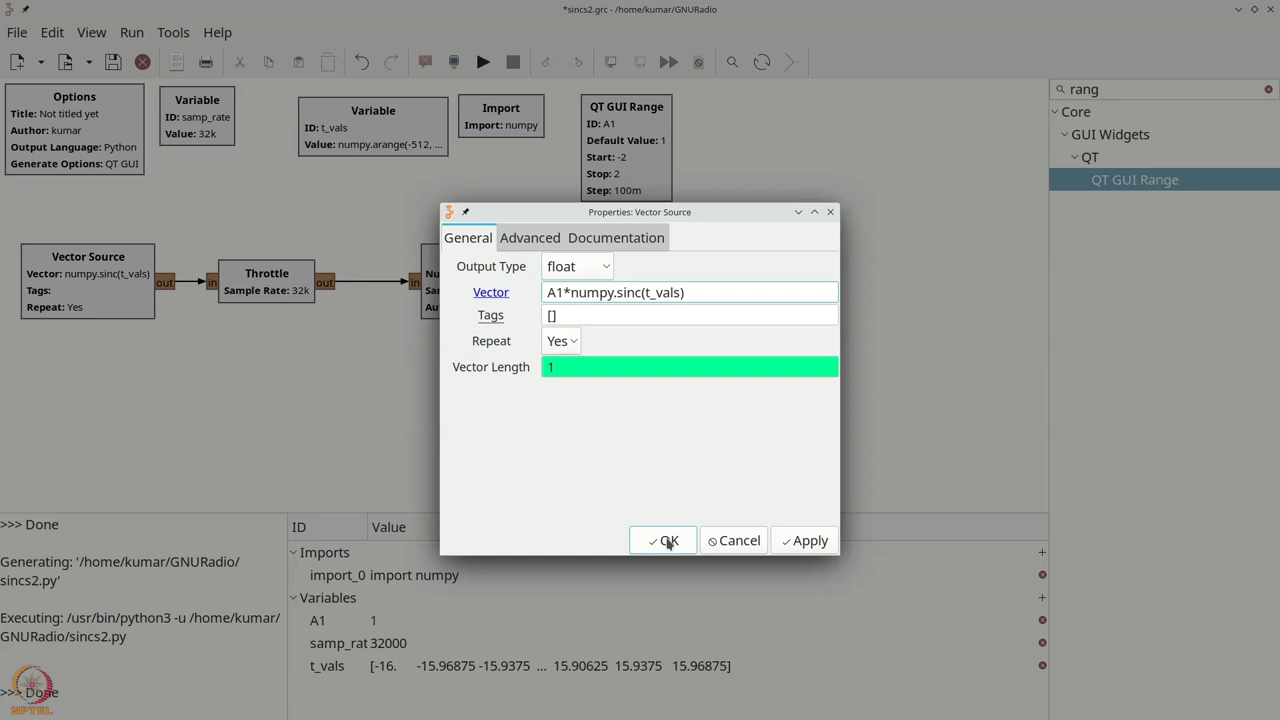 *sincs2.grc - /home/kumar/GNURadio
File Edit View Run Tools Help
Options
Title: Not titled yet
Author: kumar
Output Language: Python
Generate Options: QT GUI
Variable
ID: samp_rate
Value: 32k
Variable
ID: t_vals
Value: numpy.arange(-512, ...
Import
Import: numpy
QT GUI Range
ID: A1
Default Value: 1
Start: -2
Stop: 2
Step: 100m
rang
Core
GUI Widgets
QT
QT GUI Range
Vector Source
Vector: numpy.sinc(t_vals)
Tags:
Repeat: Yes
out
in
Throttle
Sample Rate: 32k
out
in
Properties: Vector Source
General Advanced Documentation
Output Type float
Vector A1*numpy.sinc(t_vals)
Tags []
Repeat Yes
Vector Length 1
OK Cancel Apply
>>> Done
Generating: '/home/kumar/GNURadio/
sincs2.py'
Executing: /usr/bin/python3 -u /home/kumar/
GNURadio/sincs2.py
>>> Done
NPTEL
ID Value
Imports
import_0 import numpy
Variables
A1 1
samp_rat 32000
t_vals [-16. -15.96875 -15.9375 ... 15.90625 15.9375 15.96875]